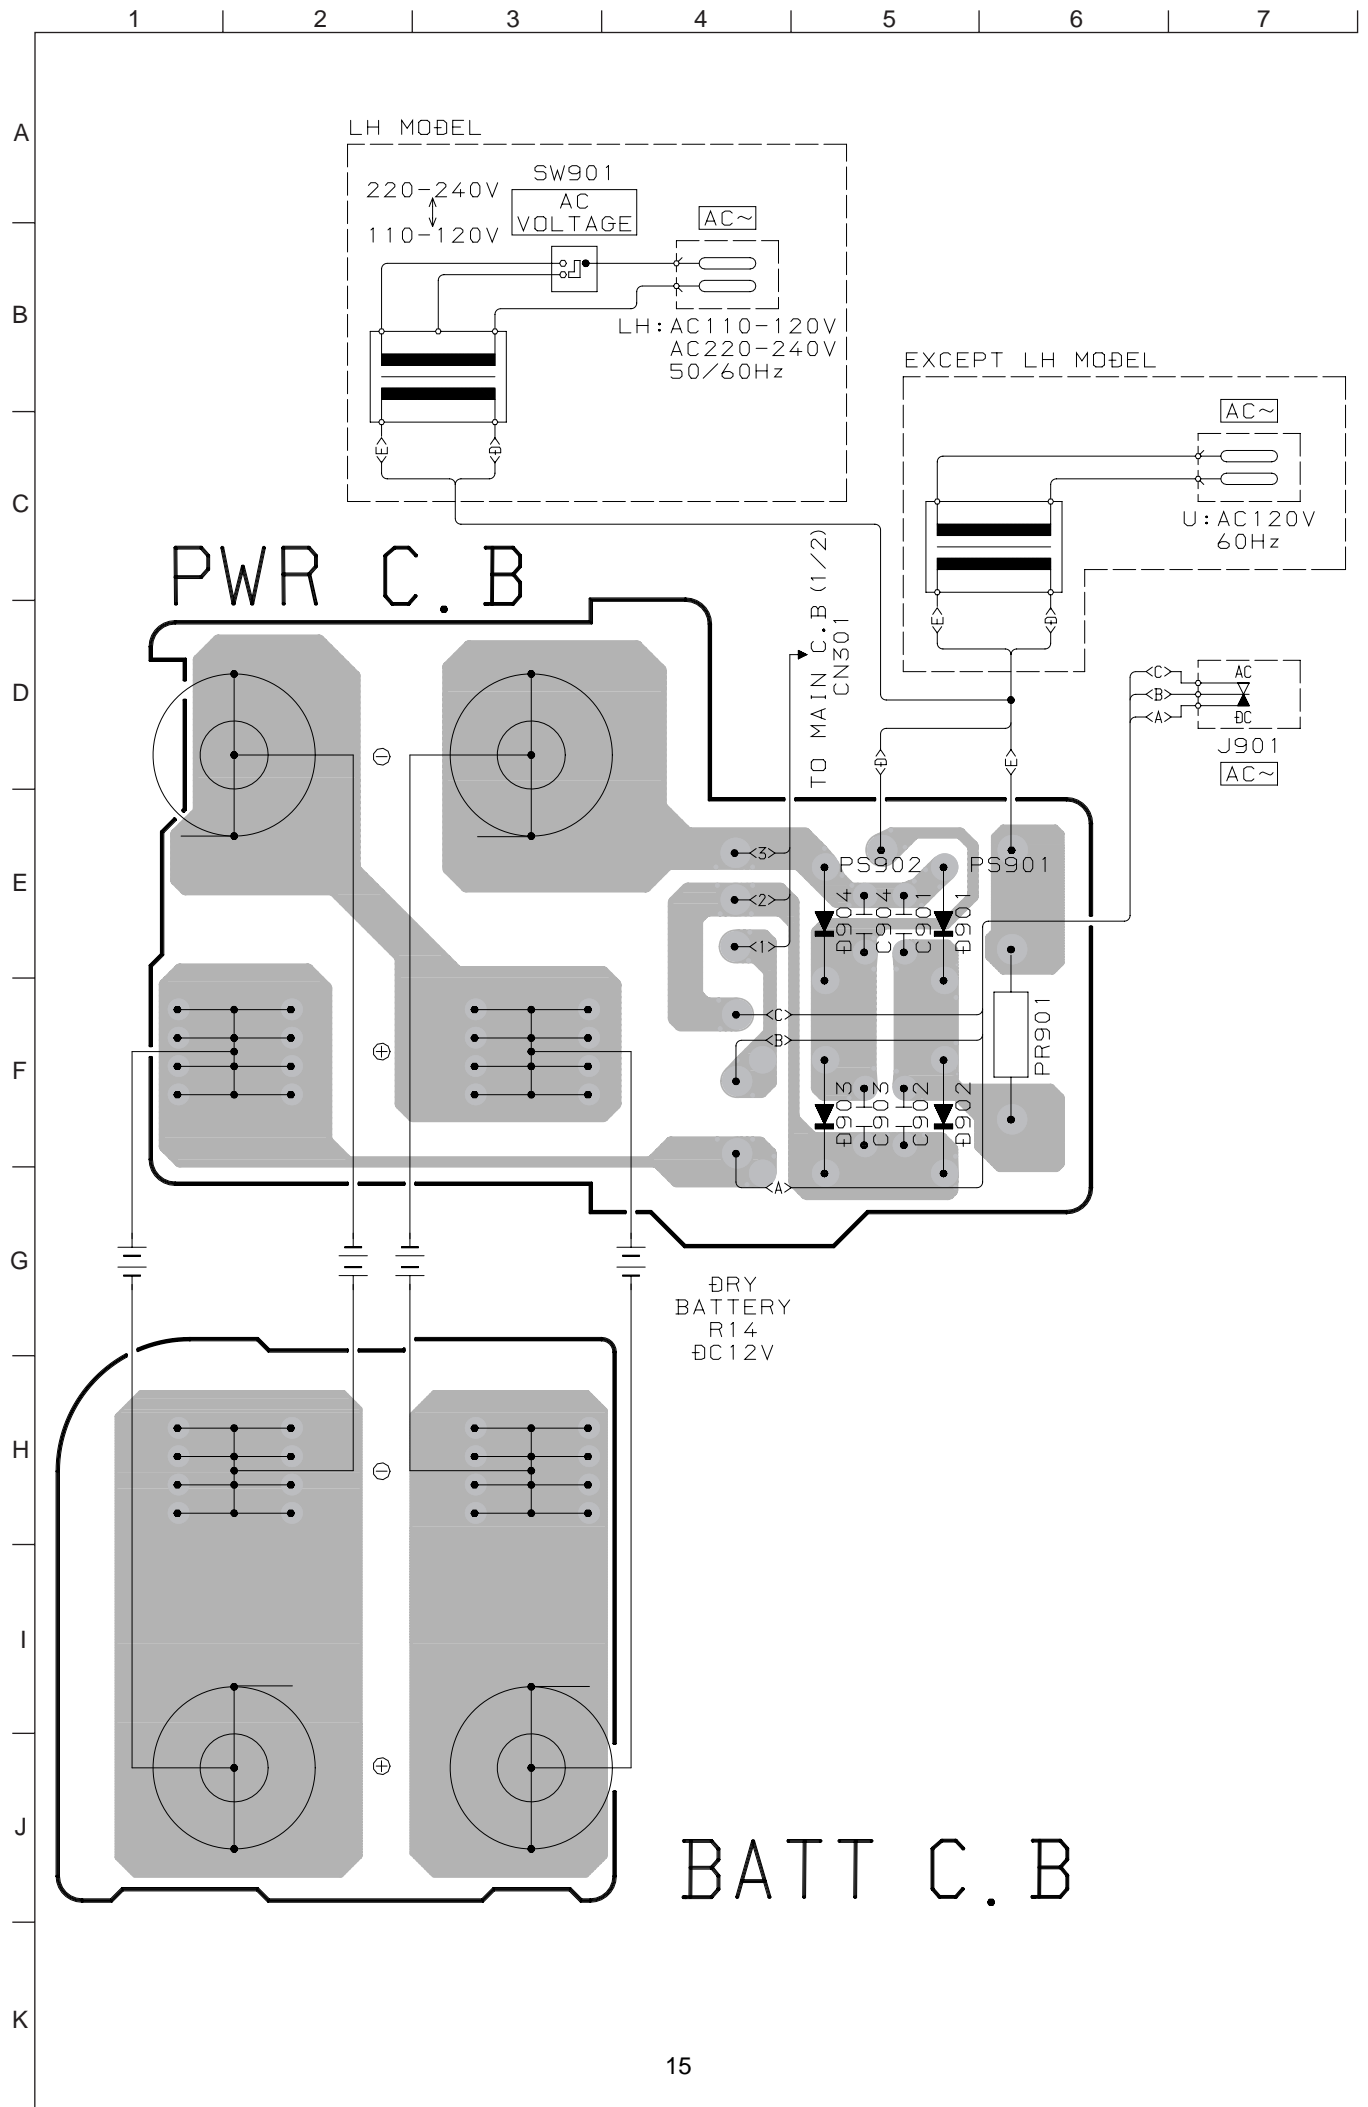 1 2 3 4 5 6 7
A
LH MODEL
SW901
220-240V
AC
VOLTAGE
110-120V
AC~
B
LH:AC110-120V
AC220-240V
50/60Hz
EXCEPT LH MODEL
AC~
<E> <D>
C
U:AC120V
60Hz
PWR C.B
TO MAIN C.B (1/2)
CN301
<E> <D>
D
<C> AC
<B>
<A> DC
J901
AC~
<D> <E>
E
<3> PS902 PS901
<2>
D904 C904 C901 D901
<1>
<C>
<B>
F
PR901
D903 C903 C902 D902
<A>
G
DRY
BATTERY
R14
DC12V
H
I
J
BATT C.B
K
15